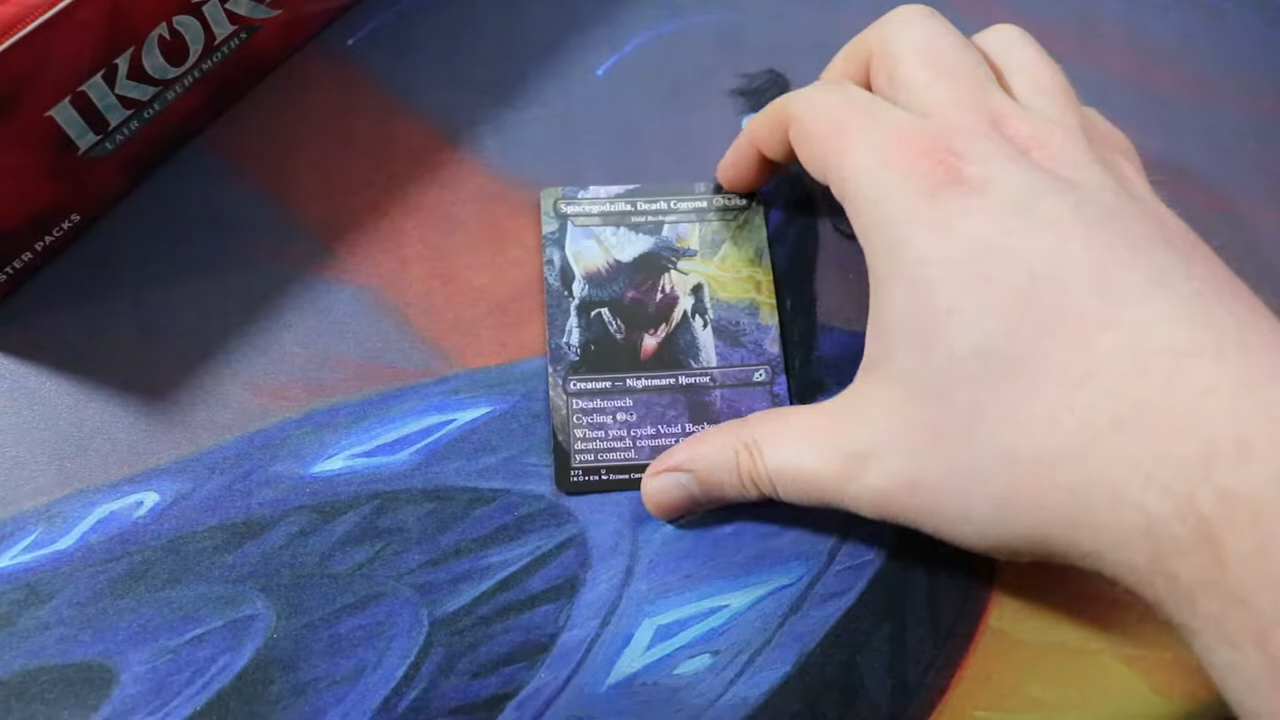 IKOR
LAIR OF BEHEMOTHS
STER PACKS
Spacegodzilla, Death Corona
Void Beckoner
Creature — Nightmare Horror
Deathtouch
Cycling 2
When you cycle Void Becko
deathtouch counter o
you control.
373 U
IKO EN